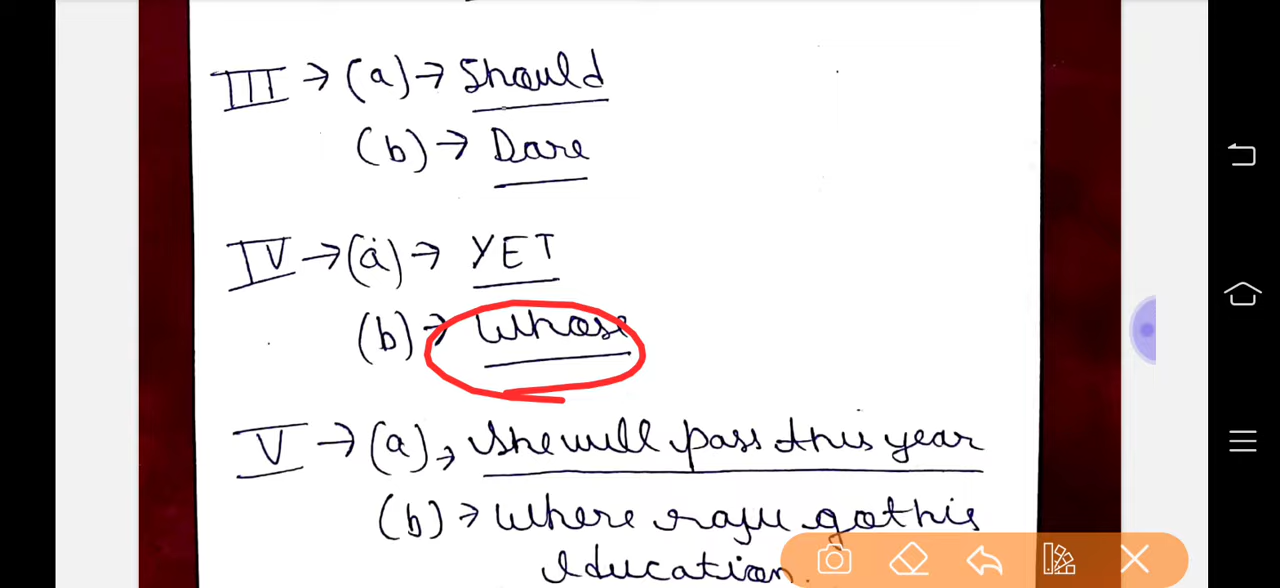 III → (a) → Should
(b) → Dare
IV → (a) → YET
(b) → Whose
V → (a) → She will pass this year
(b) → Where raju got his
education.